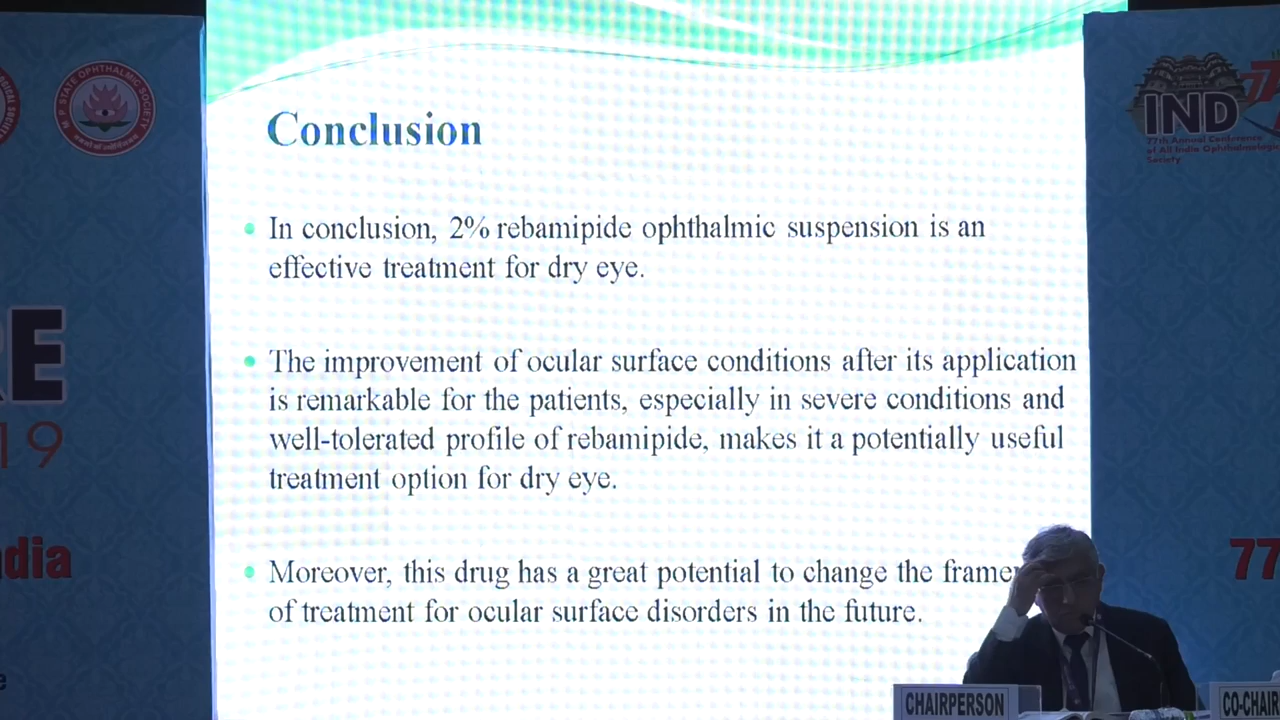 M. P. STATE OPHTHALMIC SOCIETY
IND
77th Annual Conference
of All India Ophthalmological
Society
Conclusion
In conclusion, 2% rebamipide ophthalmic suspension is an
effective treatment for dry eye.
The improvement of ocular surface conditions after its application
is remarkable for the patients, especially in severe conditions and
well-tolerated profile of rebamipide, makes it a potentially useful
treatment option for dry eye.
Moreover, this drug has a great potential to change the frame
of treatment for ocular surface disorders in the future.
RE
19
dia
77
CHAIRPERSON
CO-CHAIR